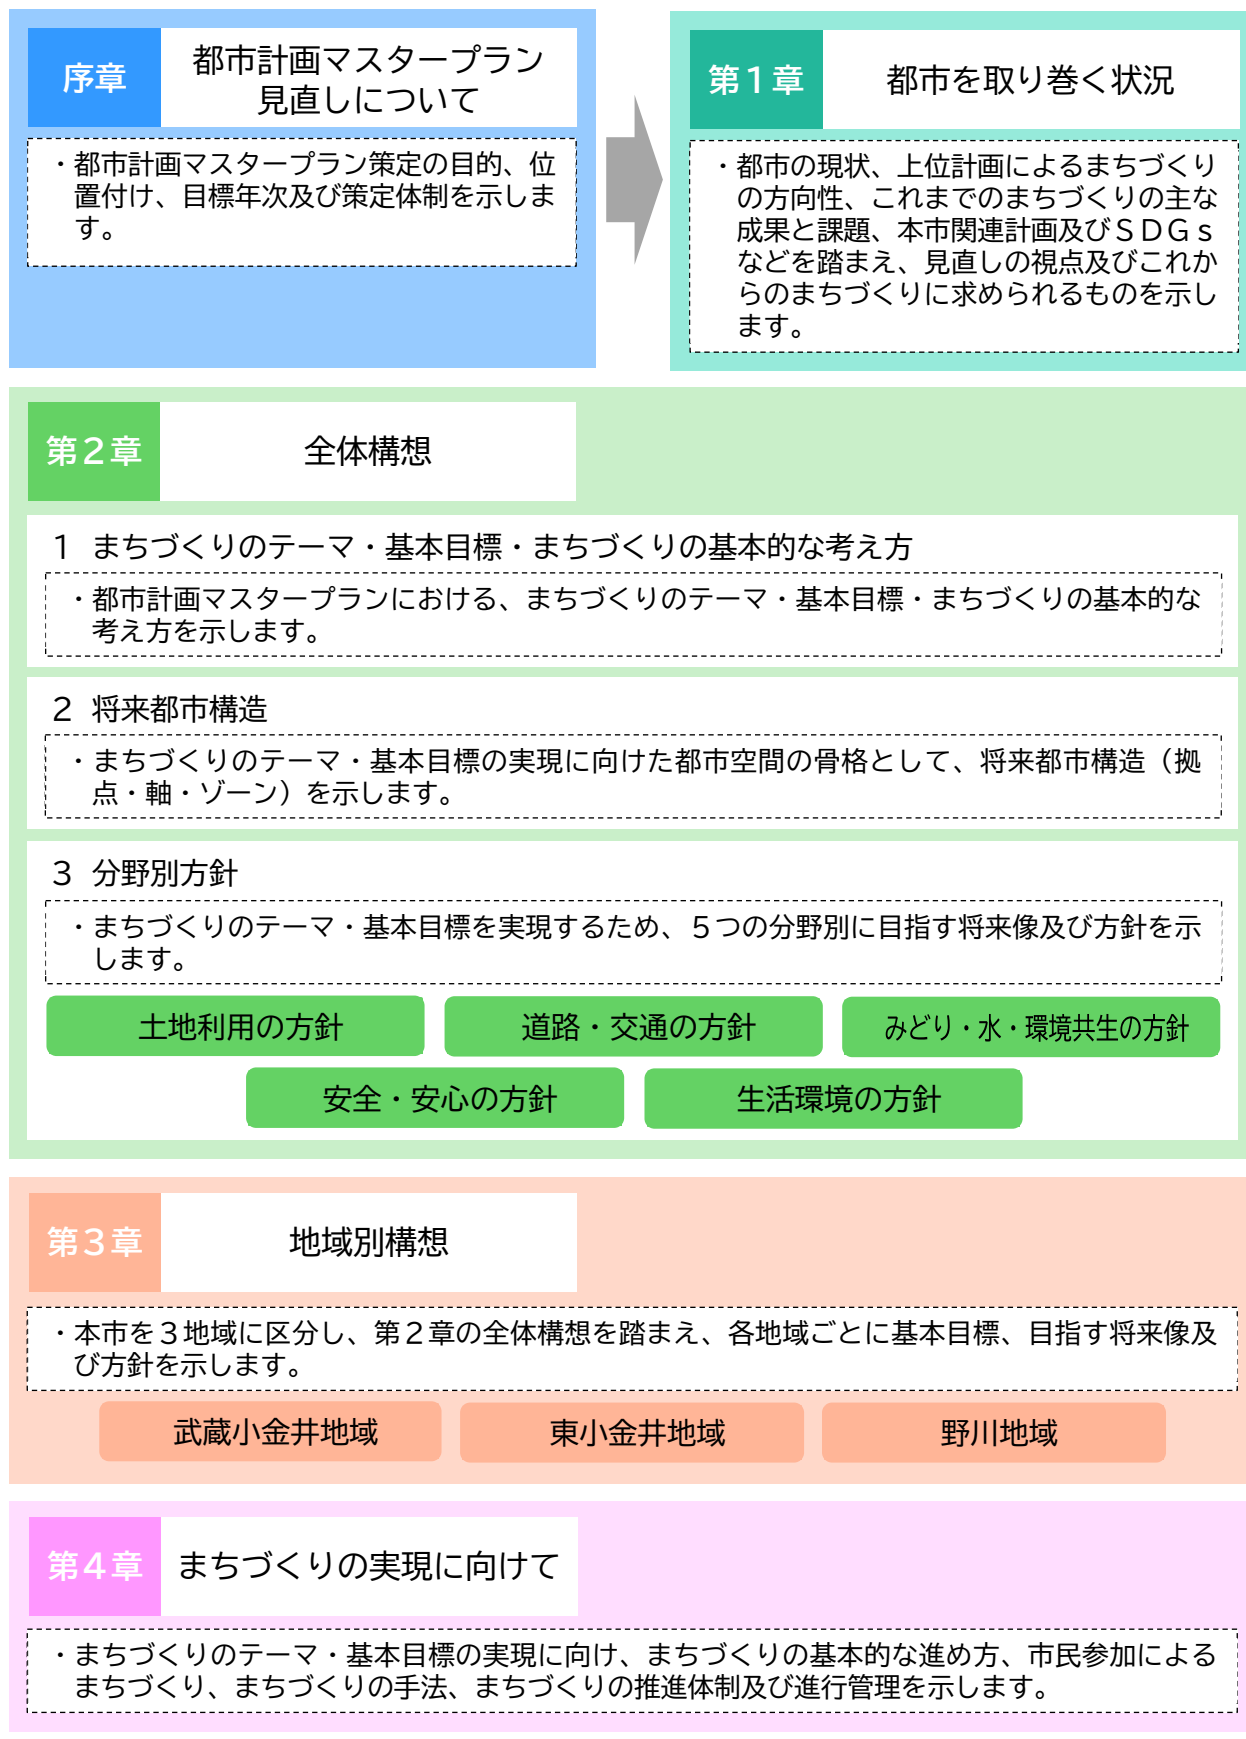 序章
都市計画マスタープラン
見直しについて
・都市計画マスタープラン策定の目的、位
置付け、目標年次及び策定体制を示しま
す。
第１章
都市を取り巻く状況
・都市の現状、上位計画によるまちづくり
の方向性、これまでのまちづくりの主な
成果と課題、本市関連計画及びＳＤＧｓ
などを踏まえ、見直しの視点及びこれか
らのまちづくりに求められるものを示し
ます。
第２章
全体構想
１ まちづくりのテーマ・基本目標・まちづくりの基本的な考え方
・都市計画マスタープランにおける、まちづくりのテーマ・基本目標・まちづくりの基本的な
考え方を示します。
２ 将来都市構造
・まちづくりのテーマ・基本目標の実現に向けた都市空間の骨格として、将来都市構造（拠
点・軸・ゾーン）を示します。
３ 分野別方針
・まちづくりのテーマ・基本目標を実現するため、５つの分野別に目指す将来像及び方針を示
します。
土地利用の方針
道路・交通の方針
みどり・水・環境共生の方針
安全・安心の方針
生活環境の方針
第３章
地域別構想
・本市を３地域に区分し、第２章の全体構想を踏まえ、各地域ごとに基本目標、目指す将来像及
び方針を示します。
武蔵小金井地域
東小金井地域
野川地域
第４章
まちづくりの実現に向けて
・まちづくりのテーマ・基本目標の実現に向け、まちづくりの基本的な進め方、市民参加による
まちづくり、まちづくりの手法、まちづくりの推進体制及び進行管理を示します。